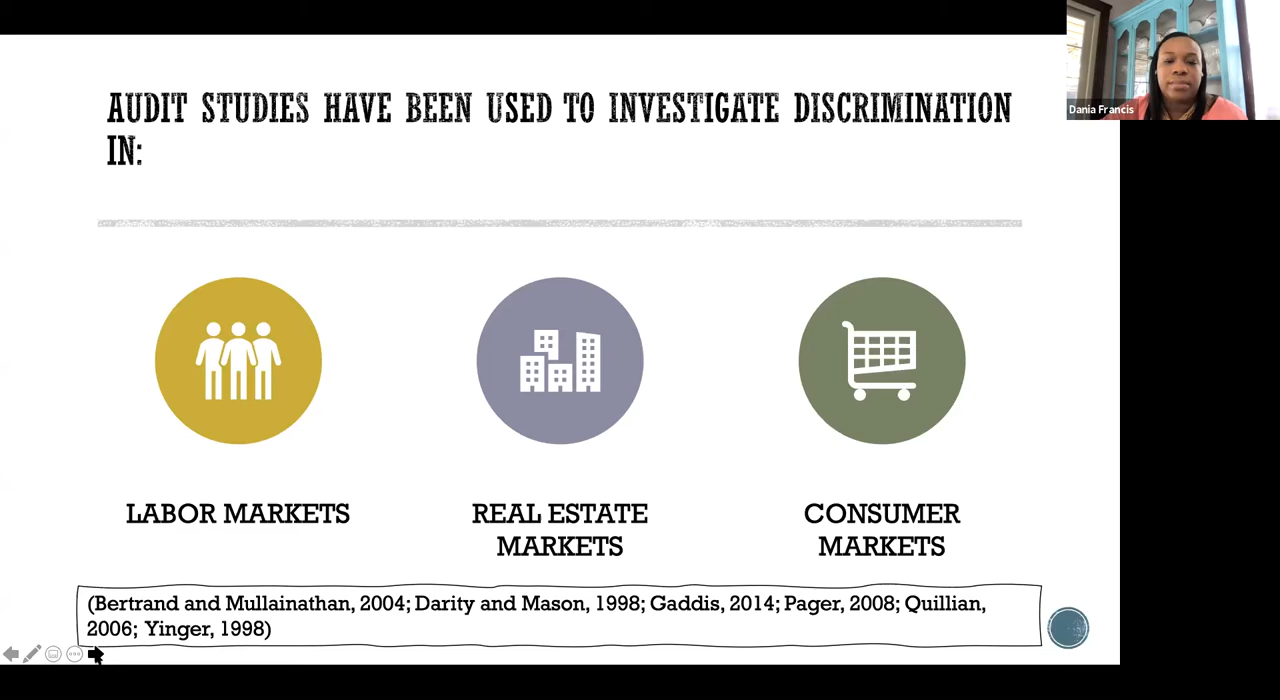 AUDIT STUDIES HAVE BEEN USED TO INVESTIGATE DISCRIMINATION
IN:
Dania Francis
LABOR MARKETS
REAL ESTATE
MARKETS
CONSUMER
MARKETS
(Bertrand and Mullainathan, 2004; Darity and Mason, 1998; Gaddis, 2014; Pager, 2008; Quillian,
2006; Yinger, 1998)